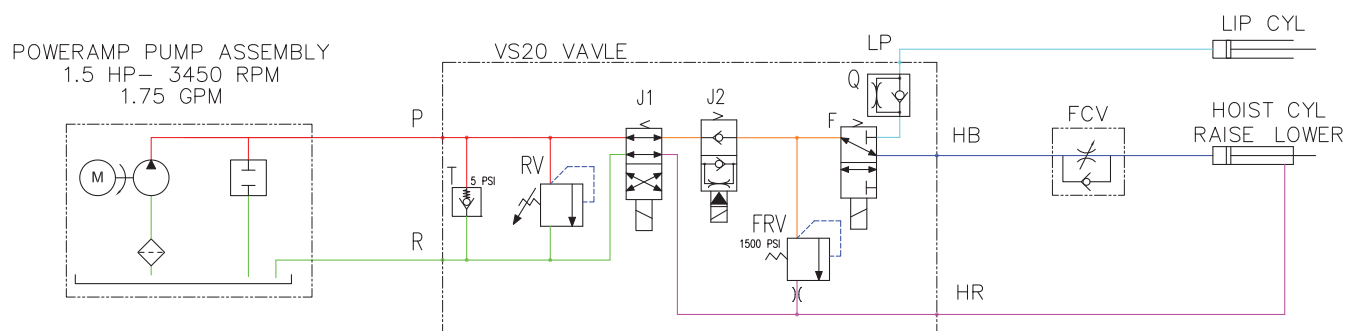 POWERAMP PUMP ASSEMBLY
1.5 HP- 3450 RPM
1.75 GPM
M
P
R
VS20 VAVLE
T
5 PSI
RV
J1
J2
FRV
1500 PSI
F
Q
LP
HB
HR
FCV
LIP CYL
HOIST CYL
RAISE LOWER